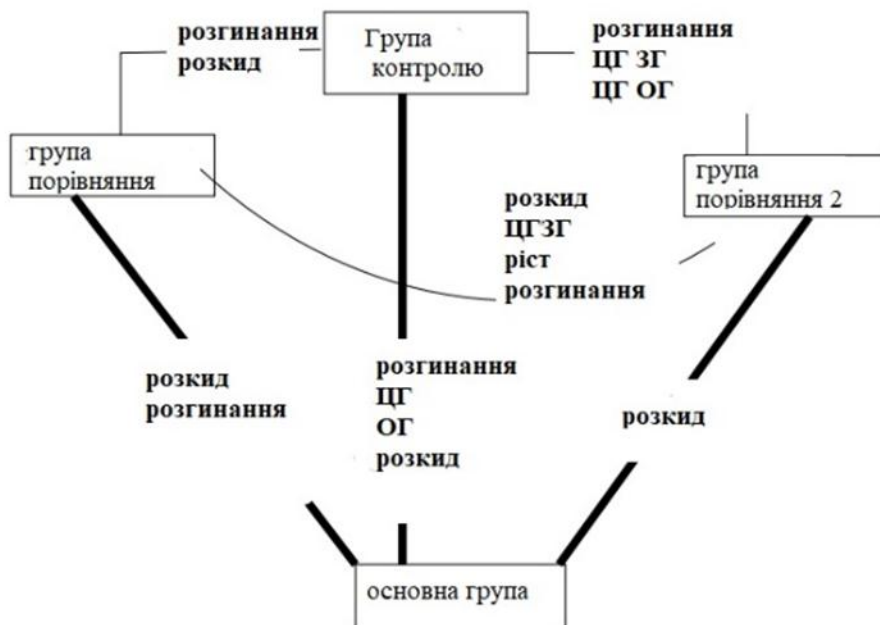 розгинання
розкид
Група
контролю
розгинання
ЦГ ЗГ
ЦГ ОГ
група
порівняння
група
порівняння 2
розкид
ЦГЗГ
ріст
розгинання
розкид
розгинання
розгинання
ЦГ
ОГ
розкид
розкид
основна група